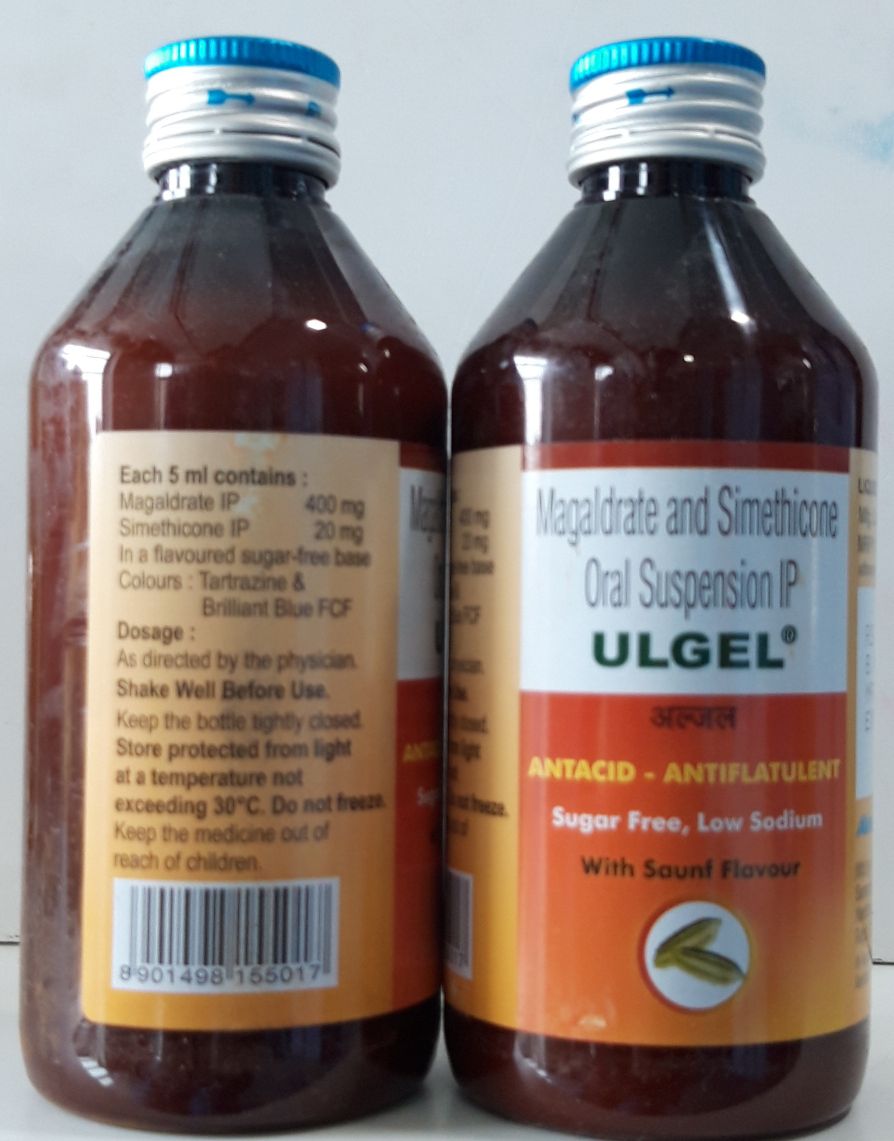 Each 5 ml contains :
Magaldrate IP 400 mg
Simethicone IP 20 mg
In a flavoured sugar-free base
Colours : Tartrazine &
Brilliant Blue FCF
Dosage :
As directed by the physician.
Shake Well Before Use.
Keep the bottle tightly closed.
Store protected from light
at a temperature not
exceeding 30°C. Do not freeze.
Keep the medicine out of
reach of children.
8 901498 155017
Magaldrate and Simethicone
Oral Suspension IP
ULGEL®
अल्जल
ANTACID - ANTIFLATULENT
Sugar Free, Low Sodium
With Saunf Flavour